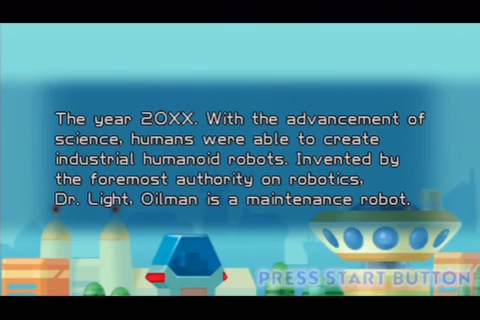 The year 20XX. With the advancement of
science, humans were able to create
industrial humanoid robots. Invented by
the foremost authority on robotics,
Dr. Light, Oilman is a maintenance robot.
PRESS START BUTTON